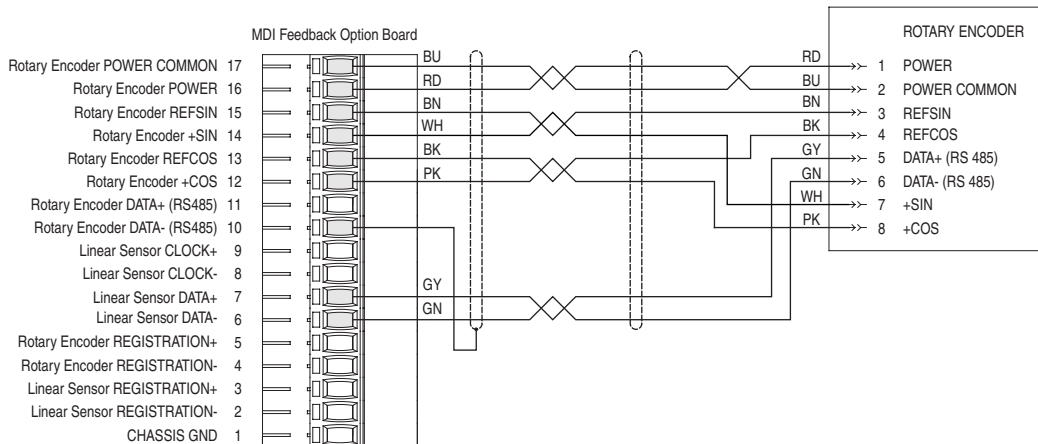 MDI Feedback Option Board
ROTARY ENCODER
Rotary Encoder POWER COMMON 17 BU RD 1 POWER
Rotary Encoder POWER 16 RD BU 2 POWER COMMON
Rotary Encoder REFSIN 15 BN BN 3 REFSIN
Rotary Encoder +SIN 14 WH BK 4 REFCOS
Rotary Encoder REFCOS 13 BK GY 5 DATA+ (RS 485)
Rotary Encoder +COS 12 PK GN 6 DATA- (RS 485)
Rotary Encoder DATA+ (RS485) 11 WH 7 +SIN
Rotary Encoder DATA- (RS485) 10 PK 8 +COS
Linear Sensor CLOCK+ 9
Linear Sensor CLOCK- 8
Linear Sensor DATA+ 7 GY
Linear Sensor DATA- 6 GN
Rotary Encoder REGISTRATION+ 5
Rotary Encoder REGISTRATION- 4
Linear Sensor REGISTRATION+ 3
Linear Sensor REGISTRATION- 2
CHASSIS GND 1